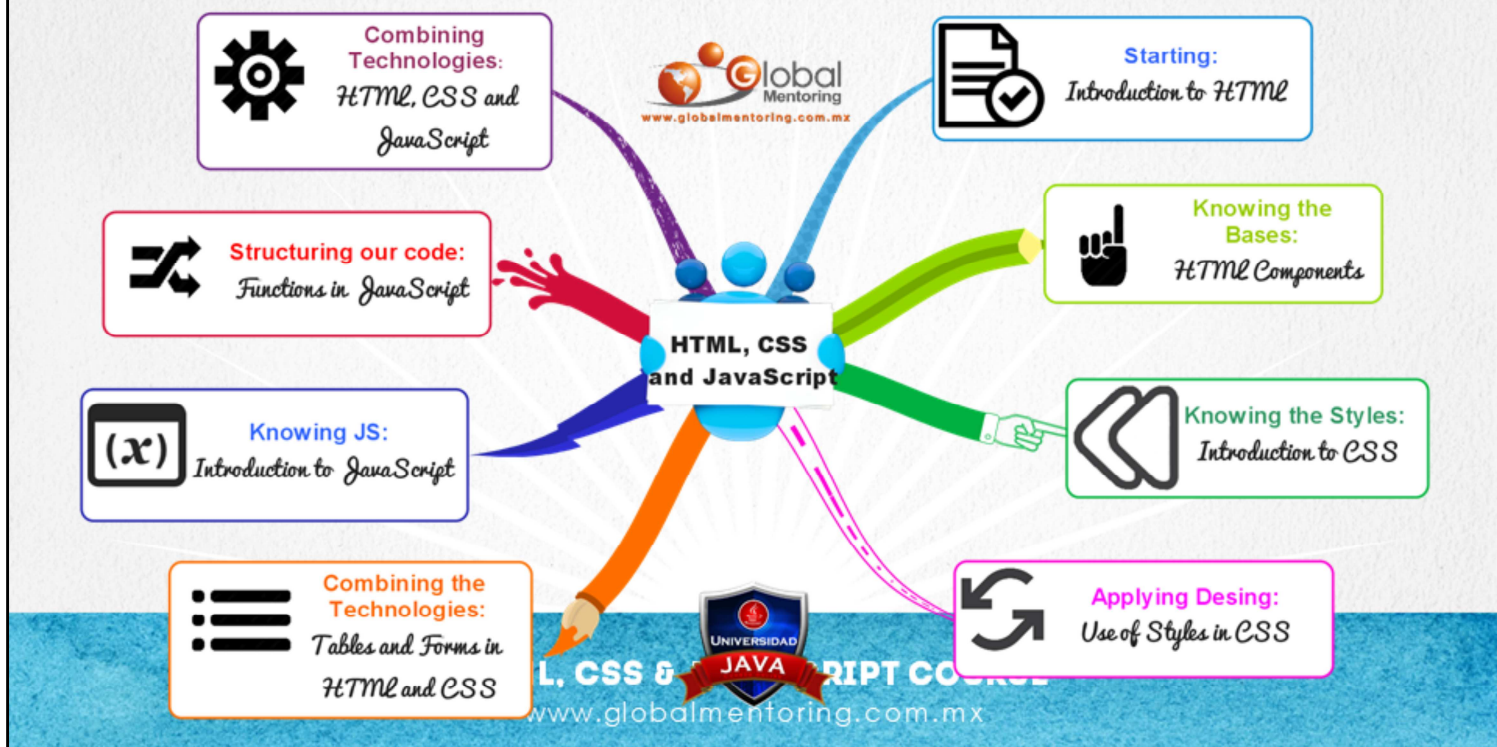 Combining
Technologies:
HTML, CSS and
JavaScript
Global
Mentoring
www.globalmentoring.com.mx
Starting:
Introduction to HTML
Knowing the
Bases:
HTML Components
Structuring our code:
Functions in JavaScript
HTML, CSS
and JavaScript
Knowing the Styles:
Introduction to CSS
Knowing JS:
(x)
Introduction to JavaScript
Applying Desing:
Use of Styles in CSS
Combining the
Technologies:
Tables and Forms in
HTML and CSS
UNIVERSIDAD
JAVA
L, CSS & RIPT CO
www.globalmentoring.com.mx